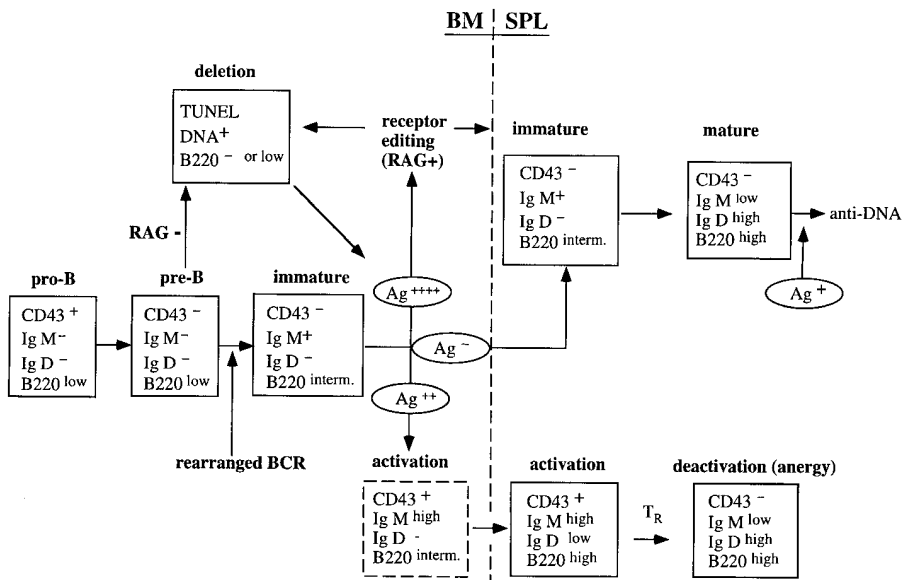 BM SPL
deletion
TUNEL
DNA+
B220 - or low
receptor
editing
(RAG+)
immature
CD43 -
Ig M+
Ig D -
B220 interm.
mature
CD43 -
Ig M low
Ig D high
B220 high
anti-DNA
Ag +
RAG -
pro-B
CD43 +
Ig M-
Ig D -
B220 low
pre-B
CD43 -
Ig M-
Ig D -
B220 low
immature
CD43 -
Ig M+
Ig D -
B220 interm.
Ag ++++
Ag -
Ag ++
rearranged BCR
activation
CD43 +
Ig M high
Ig D -
B220 interm.
activation
CD43 +
Ig M high
Ig D low
B220 high
TR
deactivation (anergy)
CD43 -
Ig M low
Ig D high
B220 high